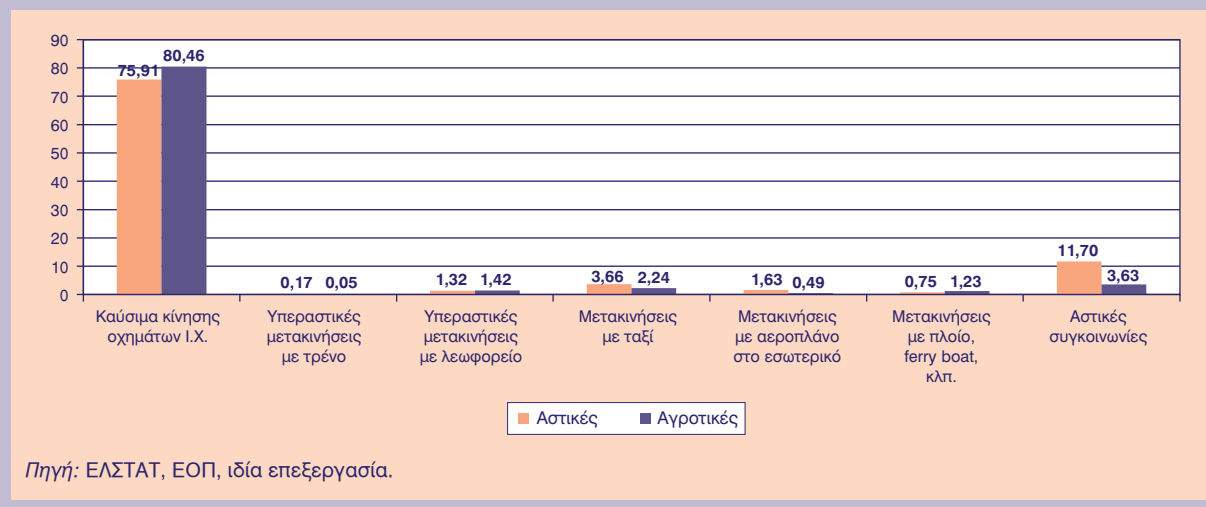 90
80
70
60
50
40
30
20
10
0
75,91
80,46
0,17 0,05
1,32 1,42
3,66 2,24
1,63 0,49
0,75 1,23
11,70
3,63
Καύσιμα κίνησης
οχημάτων Ι.Χ.
Υπεραστικές
μετακινήσεις
με τρένο
Υπεραστικές
μετακινήσεις
με λεωφορείο
Μετακινήσεις
με ταξί
Μετακινήσεις
με αεροπλάνο
στο εσωτερικό
Μετακινήσεις
με πλοίο,
ferry boat,
κλπ.
Αστικές
συγκοινωνίες
Αστικές Αγροτικές
Πηγή: ΕΛΣΤΑΤ, ΕΟΠ, ιδία επεξεργασία.